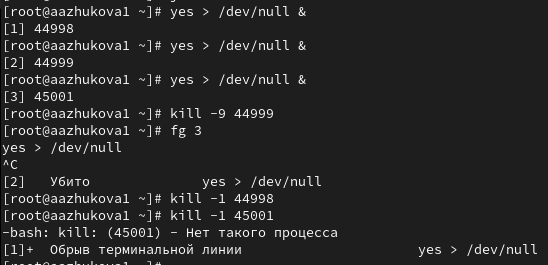 [root@aazhukova1 ~]# yes > /dev/null &
[1] 44998
[root@aazhukova1 ~]# yes > /dev/null &
[2] 44999
[root@aazhukova1 ~]# yes > /dev/null &
[3] 45001
[root@aazhukova1 ~]# kill -9 44999
[root@aazhukova1 ~]# fg 3
yes > /dev/null
^C
[2]   Убито              yes > /dev/null
[root@aazhukova1 ~]# kill -1 44998
[root@aazhukova1 ~]# kill -1 45001
-bash: kill: (45001) - Нет такого процесса
[1]+  Обрыв терминальной линии                      yes > /dev/null
[root@aazhukova1 ~]#